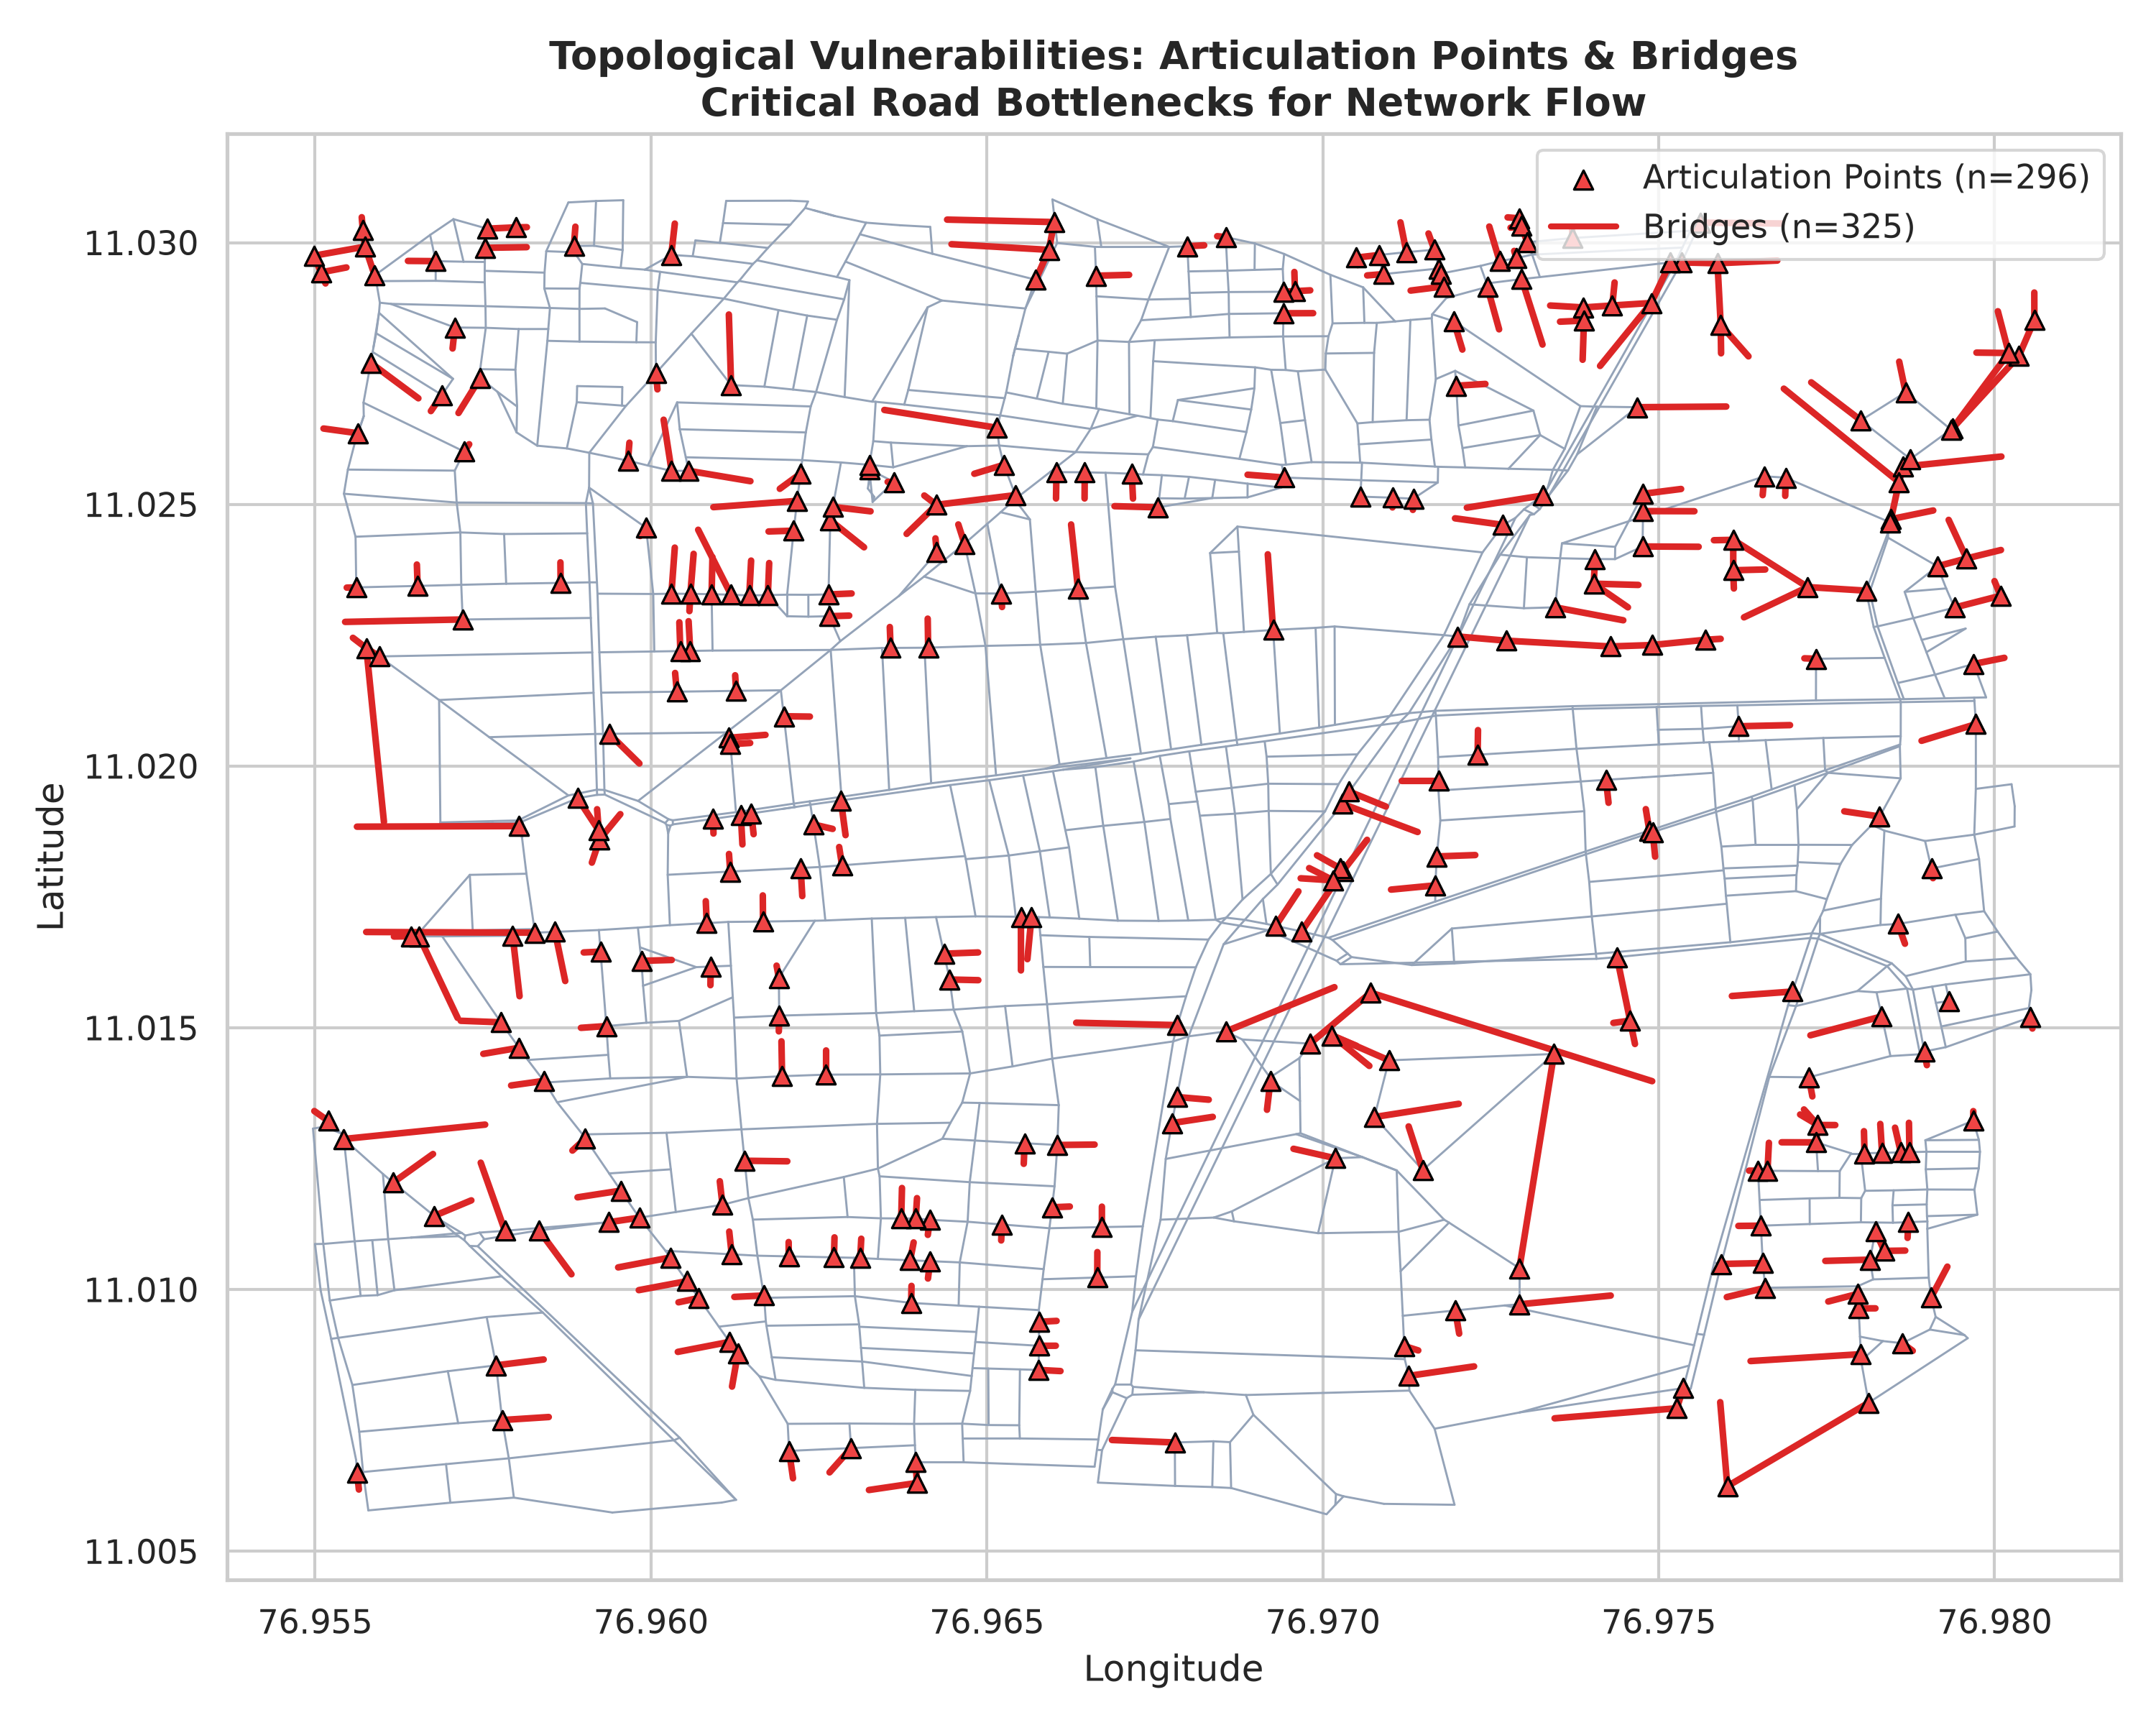 Topological Vulnerabilities: Articulation Points & Bridges
Critical Road Bottlenecks for Network Flow
Articulation Points (n=296)
Bridges (n=325)
11.030
11.025
11.020
11.015
11.010
11.005
Latitude
76.955 76.960 76.965 76.970 76.975 76.980
Longitude